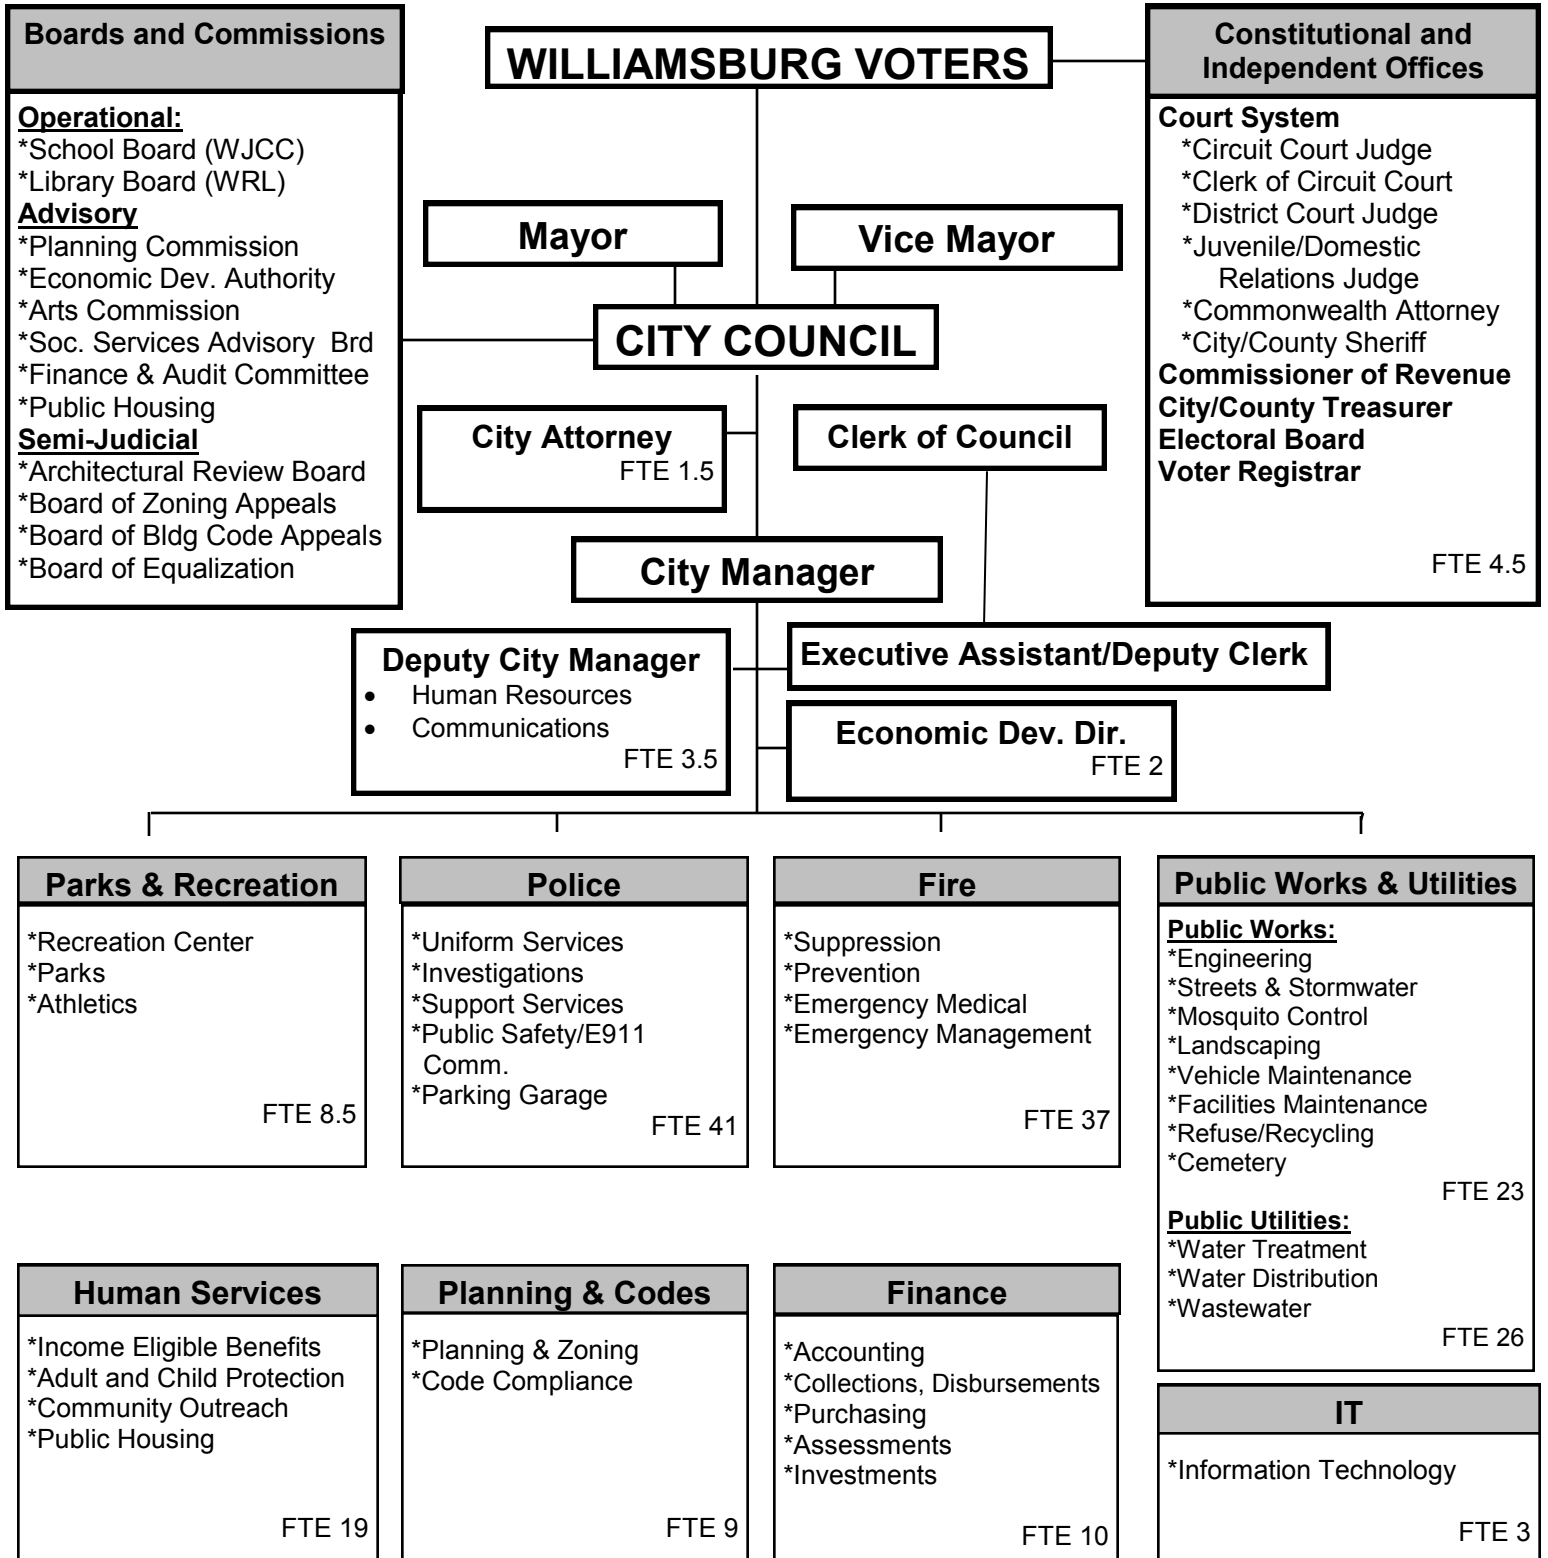 Boards and Commissions
Operational:
*School Board (WJCC)
*Library Board (WRL)
Advisory
*Planning Commission
*Economic Dev. Authority
*Arts Commission
*Soc. Services Advisory  Brd
*Finance & Audit Committee
*Public Housing
Semi-Judicial
*Architectural Review Board
*Board of Zoning Appeals
*Board of Bldg Code Appeals
*Board of Equalization
WILLIAMSBURG VOTERS
Constitutional and
Independent Offices
Court System
*Circuit Court Judge
*Clerk of Circuit Court
*District Court Judge
*Juvenile/Domestic
Relations Judge
*Commonwealth Attorney
*City/County Sheriff
Commissioner of Revenue
City/County Treasurer
Electoral Board
Voter Registrar
FTE 4.5
Mayor
Vice Mayor
CITY COUNCIL
City Attorney
FTE 1.5
Clerk of Council
City Manager
Deputy City Manager
• Human Resources
• Communications
FTE 3.5
Executive Assistant/Deputy Clerk
Economic Dev. Dir.
FTE 2
Parks & Recreation
*Recreation Center
*Parks
*Athletics
FTE 8.5
Police
*Uniform Services
*Investigations
*Support Services
*Public Safety/E911
Comm.
*Parking Garage
FTE 41
Fire
*Suppression
*Prevention
*Emergency Medical
*Emergency Management
FTE 37
Public Works & Utilities
Public Works:
*Engineering
*Streets & Stormwater
*Mosquito Control
*Landscaping
*Vehicle Maintenance
*Facilities Maintenance
*Refuse/Recycling
*Cemetery
FTE 23
Public Utilities:
*Water Treatment
*Water Distribution
*Wastewater
FTE 26
Human Services
*Income Eligible Benefits
*Adult and Child Protection
*Community Outreach
*Public Housing
FTE 19
Planning & Codes
*Planning & Zoning
*Code Compliance
FTE 9
Finance
*Accounting
*Collections, Disbursements
*Purchasing
*Assessments
*Investments
FTE 10
IT
*Information Technology
FTE 3